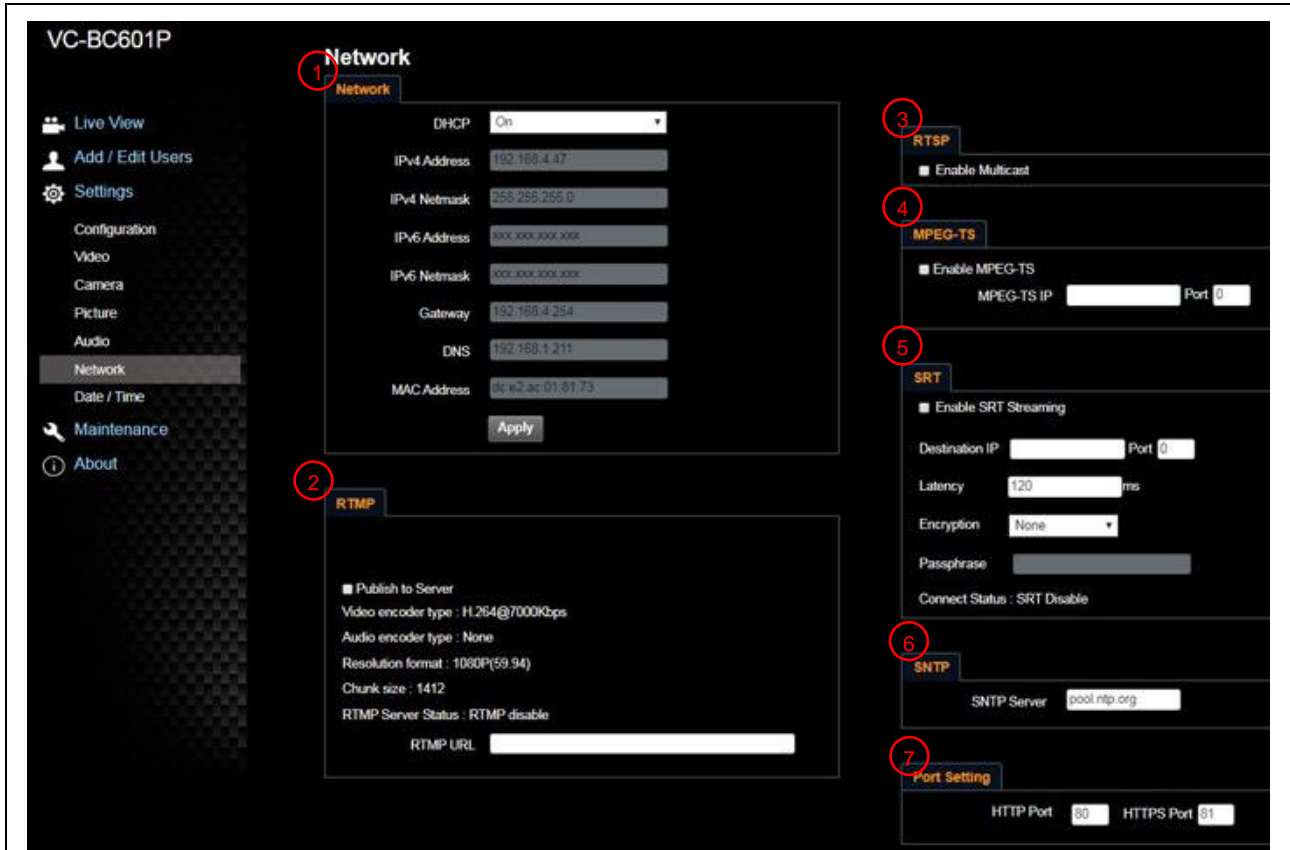 VC-BC601P
Live View
Add / Edit Users
Settings
Configuration
Video
Camera
Picture
Audio
Network
Date / Time
Maintenance
About
Network
1
Network
DHCP On
IPv4 Address 192.168.4.47
IPv4 Netmask 255.255.255.0
IPv6 Address xxx.xxx.xxx.xxx
IPv6 Netmask xxx.xxx.xxx.xxx
Gateway 192.168.4.254
DNS 192.168.1.211
MAC Address dc:e2:ac:01:81:73
Apply
2
RTMP
Publish to Server
Video encoder type : H.264@7000Kbps
Audio encoder type : None
Resolution format : 1080P(59.94)
Chunk size : 1412
RTMP Server Status : RTMP disable
RTMP URL
3
RTSP
Enable Multicast
4
MPEG-TS
Enable MPEG-TS
MPEG-TS IP Port 0
5
SRT
Enable SRT Streaming
Destination IP Port 0
Latency 120 ms
Encryption None
Passphrase
Connect Status : SRT Disable
6
SNTP
SNTP Server pool.ntp.org
7
Port Setting
HTTP Port 80 HTTPS Port 81